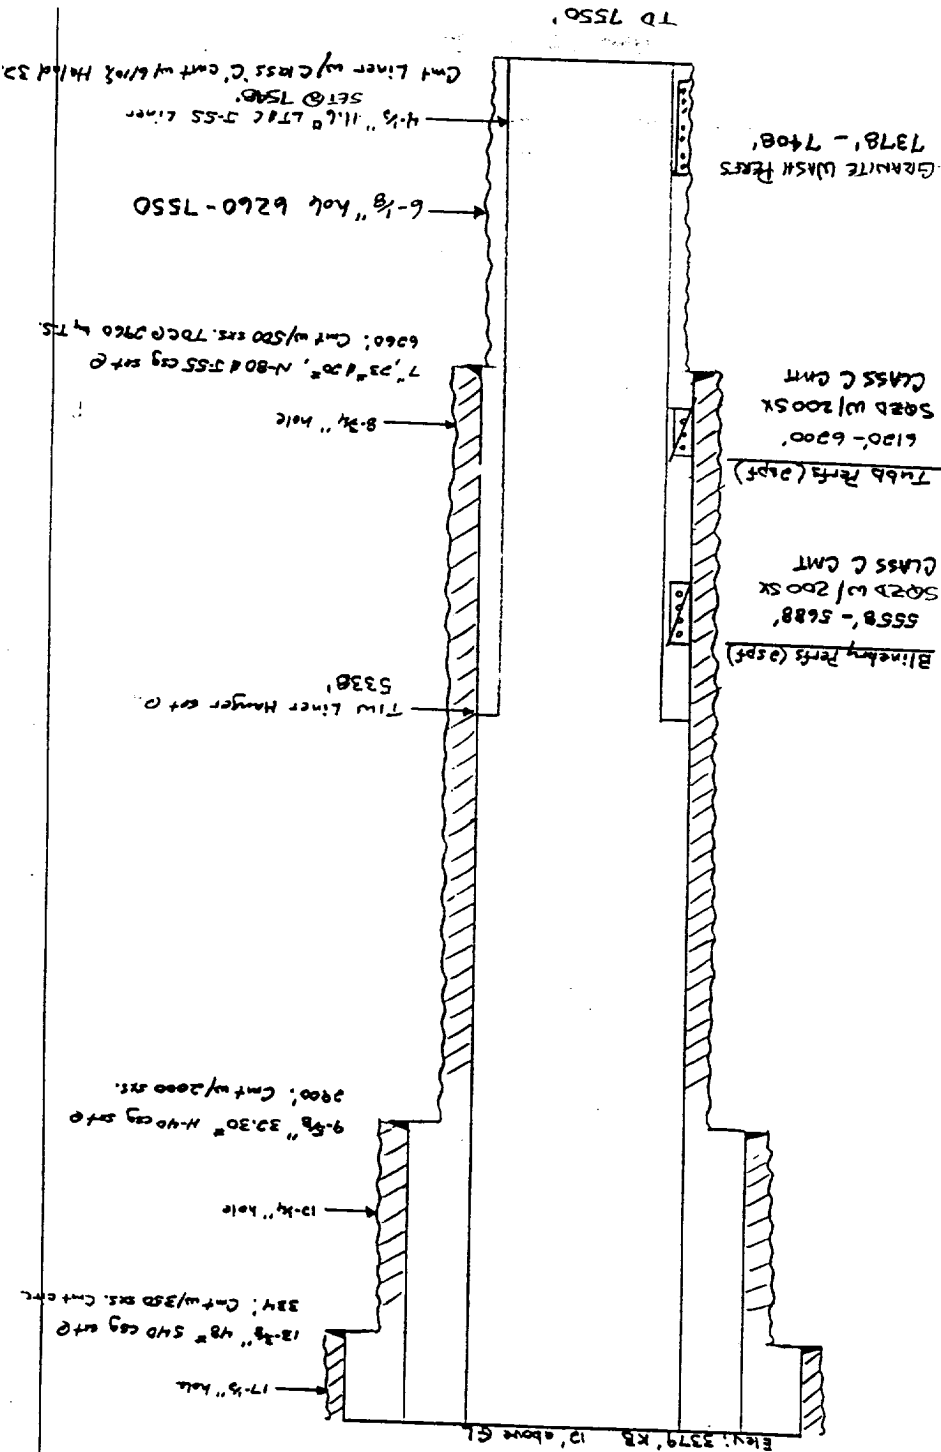 Elev: 3379' KB 12' above GL
17-1/2" hole
13-3/8" 48# S40 csg set @
334'. Cmt w/350 sxs. Cmt circ
12-1/4" hole
9-5/8" 32.30# H-40 csg set @
2900'. Cmt w/2000 sxs.
TIW Liner Hanger set @
5338'
Blinebry Perfs (2spf)
5558'- 5688'
SQZD W/200 SX
CLASS C CMT
Tubb Perfs (2spf)
6120'-6200'
SQZD W/200SX
CLASS C CMT
8-3/4" hole
7", 23# & 20#, N-80 & J-55 csg set @
6260'. Cmt w/500 sxs. TOC@ 2960 by T.S.
6-1/8" hole 6260-7550
GRANITE WASH PERFS
7378' - 7408'
4-1/2" 11.6# LT&C J-55 Liner
SET @ 7548'
Cmt Liner w/Class 'C' cmt w/6/10% Halad 32.
TD 7550'